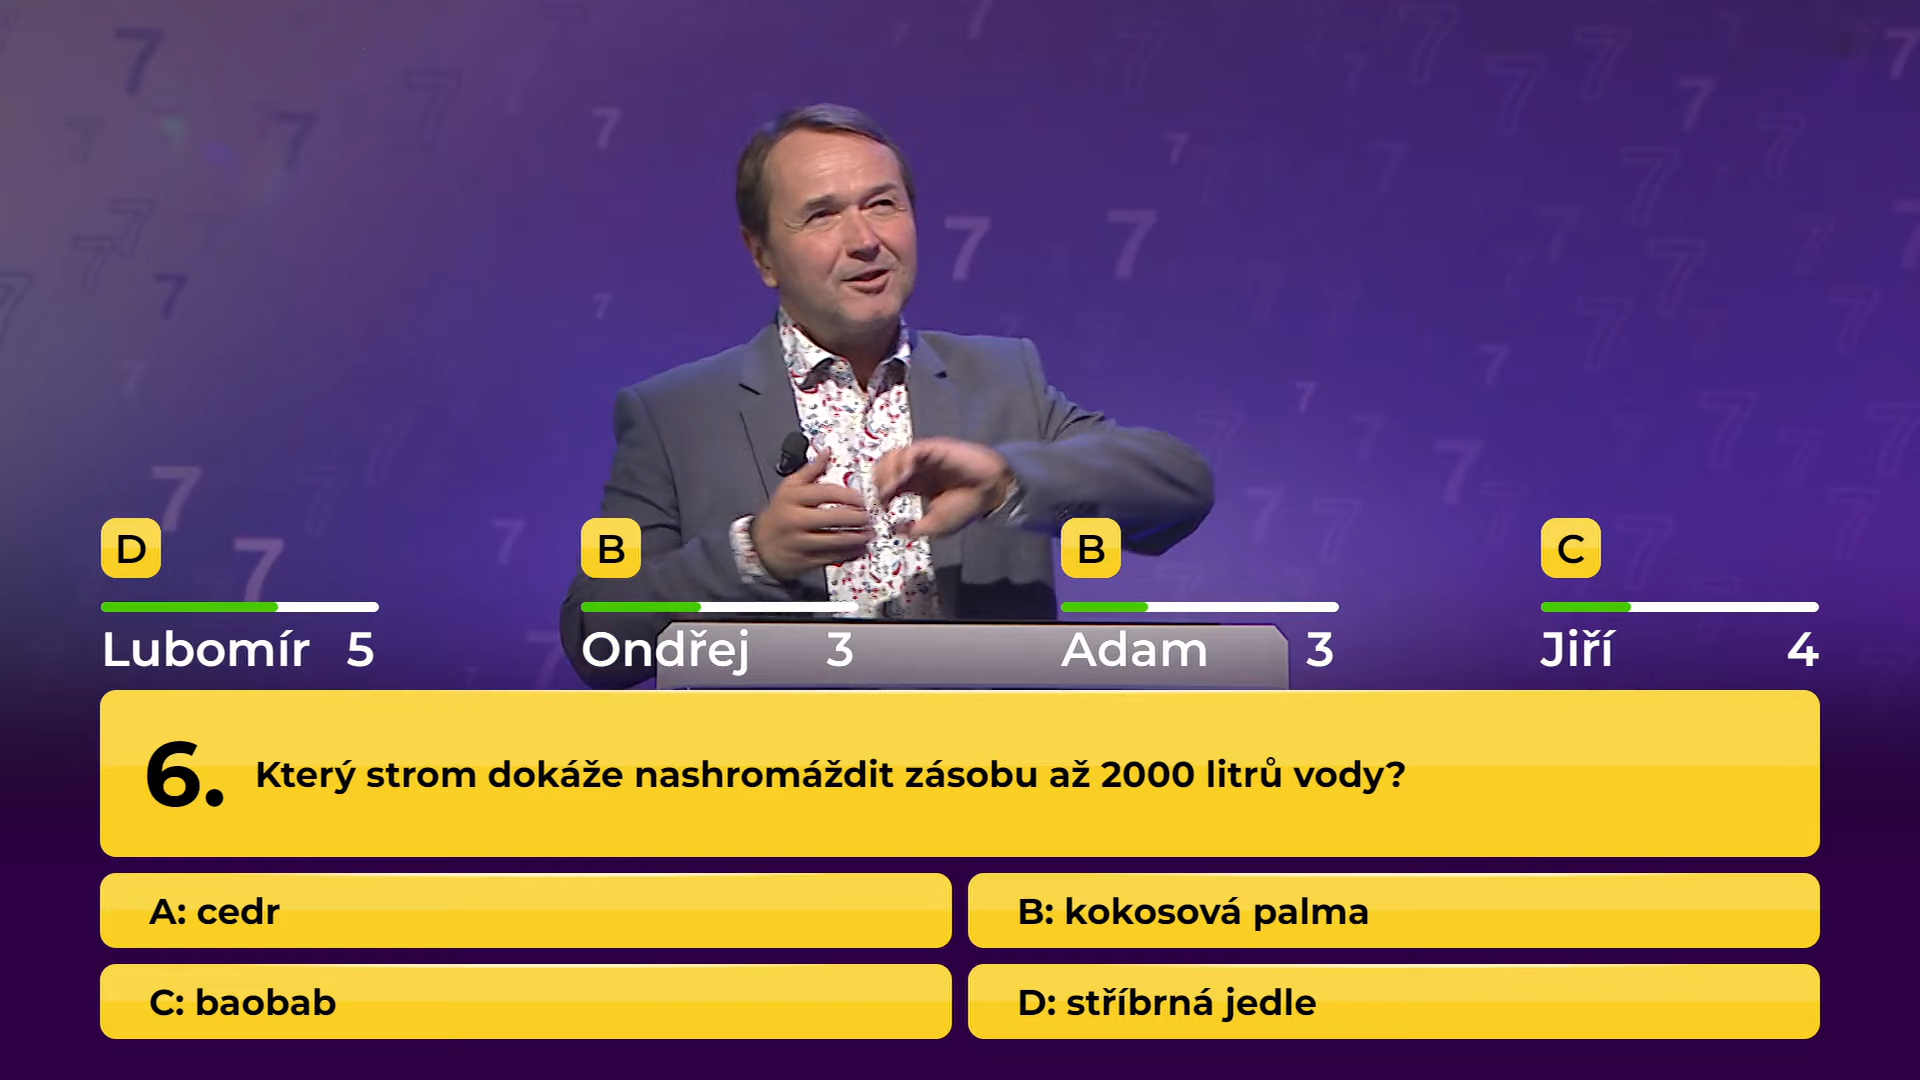 D
B
B
C
Lubomír 5
Ondřej 3
Adam 3
Jiří 4
6. Který strom dokáže nashromáždit zásobu až 2000 litrů vody?
A: cedr
B: kokosová palma
C: baobab
D: stříbrná jedle